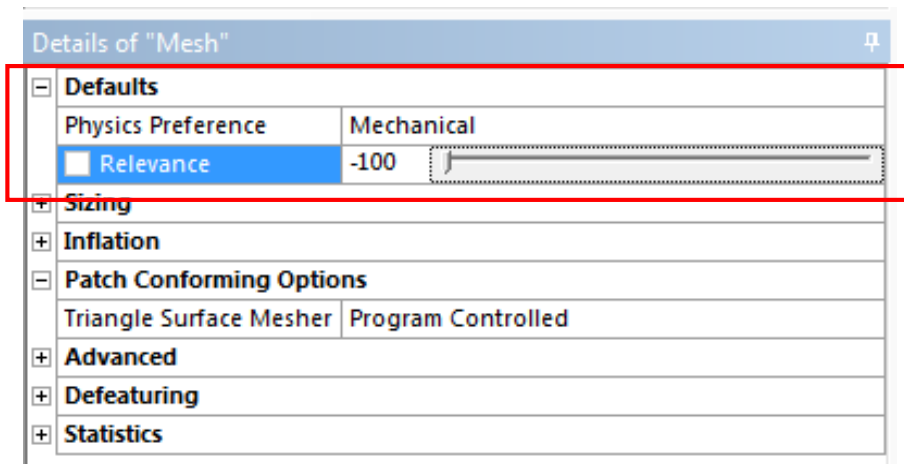 Details of "Mesh"
Defaults
Physics Preference Mechanical
Relevance -100
Sizing
Inflation
Patch Conforming Options
Triangle Surface Mesher Program Controlled
Advanced
Defeaturing
Statistics